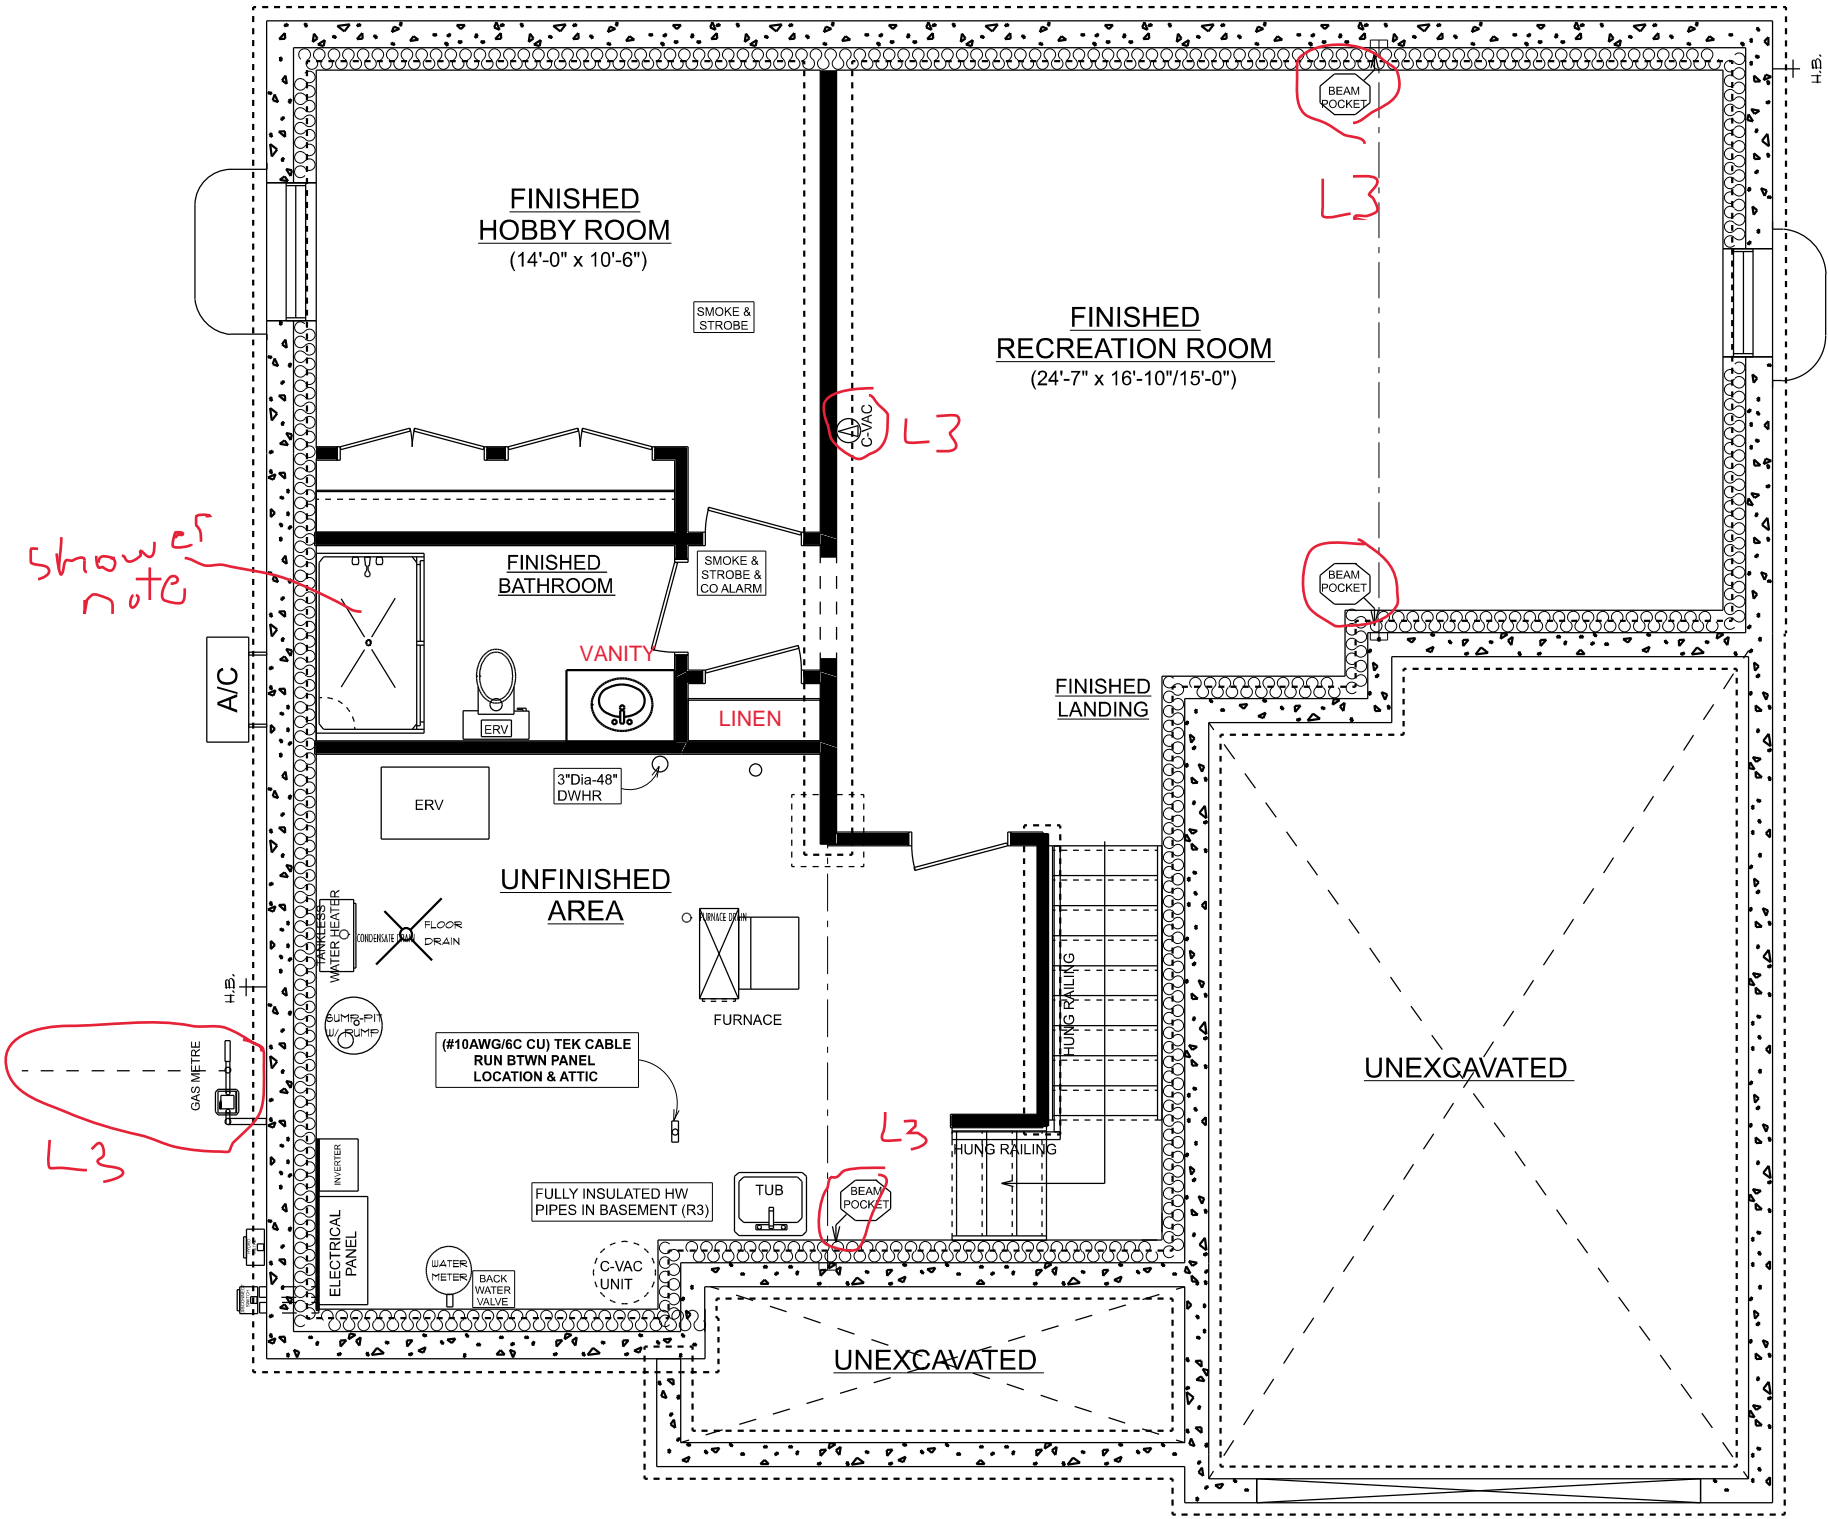 H.B.
BEAM
POCKET
L3
FINISHED
HOBBY ROOM
(14'-0" x 10'-6")
SMOKE &
STROBE
FINISHED
RECREATION ROOM
(24'-7" x 16'-10"/15'-0")
C-VAC
L3
shower
note
FINISHED
BATHROOM
SMOKE &
STROBE &
CO ALARM
BEAM
POCKET
VANITY
A/C
ERV
LINEN
FINISHED
LANDING
3"Dia-48"
DWHR
ERV
UNFINISHED
AREA
TANKLESS
WATER HEATER
CONDENSATE DRAIN
FLOOR
DRAIN
FURNACE DRAIN
FURNACE
HUNG RAILING
H.B.
SUMP-PIT
W/ PUMP
GAS METRE
L3
(#10AWG/6C CU) TEK CABLE
RUN BTWN PANEL
LOCATION & ATTIC
UNEXCAVATED
INVERTER
L3
HUNG RAILING
FULLY INSULATED HW
PIPES IN BASEMENT (R3)
TUB
BEAM
POCKET
ELECTRICAL
PANEL
WATER
METER
BACK
WATER
VALVE
C-VAC
UNIT
UNEXCAVATED